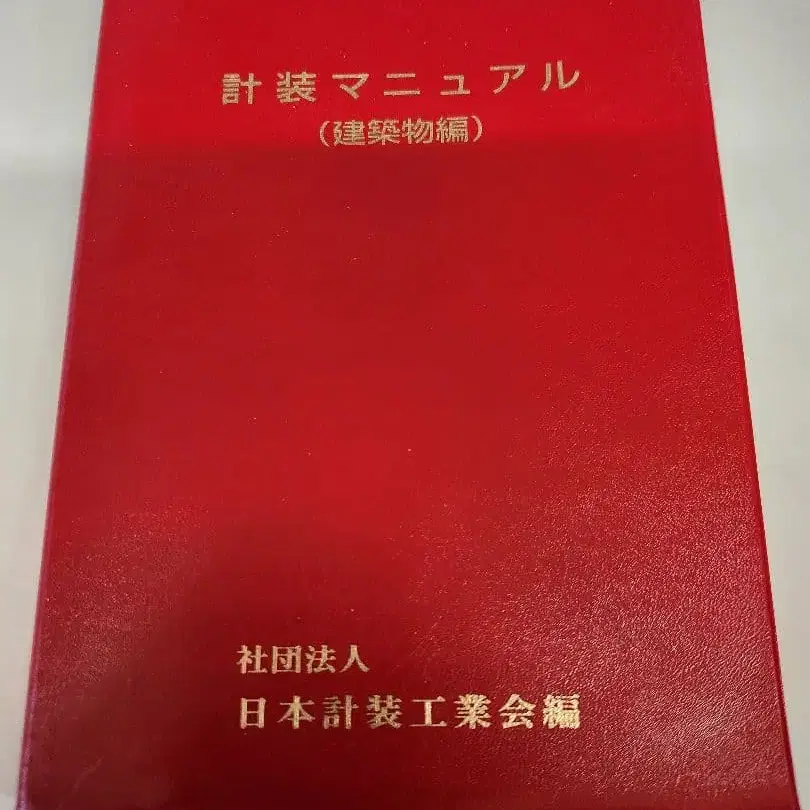 計装マニュアル
(建築物編)
社団法人
日本計装工業会編